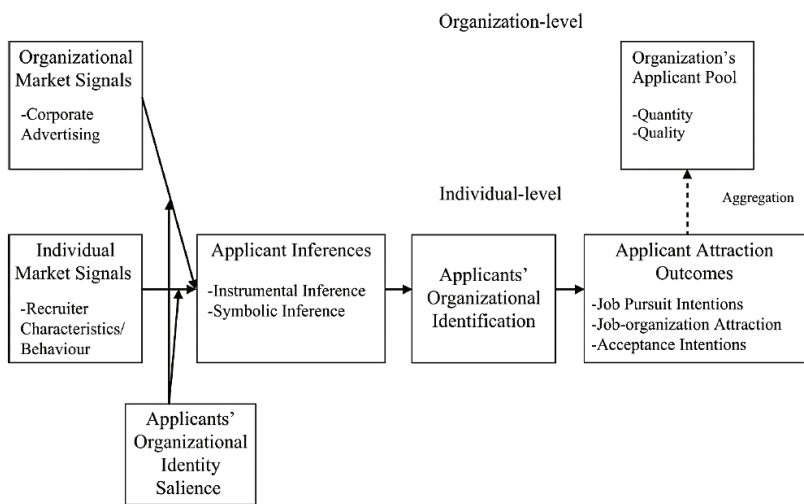 Organization-level
Organizational
Market Signals
-Corporate
Advertising
Organization's
Applicant Pool
-Quantity
-Quality
Individual-level
Aggregation
Individual
Market Signals
-Recruiter
Characteristics/
Behaviour
Applicant Inferences
-Instrumental Inference
-Symbolic Inference
Applicants'
Organizational
Identification
Applicant Attraction
Outcomes
-Job Pursuit Intentions
-Job-organization Attraction
-Acceptance Intentions
Applicants'
Organizational
Identity
Salience